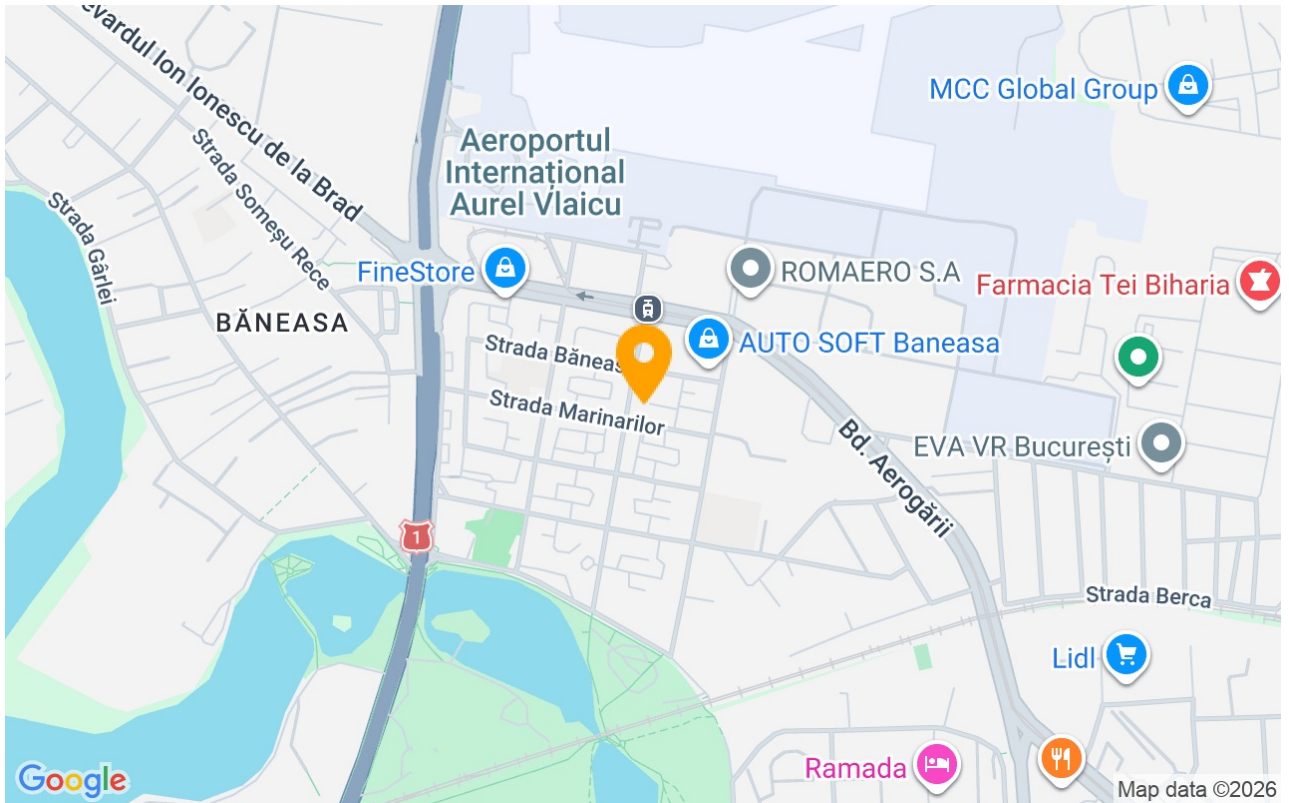 evardul Ion Ionescu de la Brad
MCC Global Group
Aeroportul
Internațional
Aurel Vlaicu
Strada Someșu Rece
Strada Gârlei
FineStore
ROMAERO S.A
Farmacia Tei Biharia
BĂNEASA
Strada Băneas
AUTO SOFT Baneasa
Strada Marinarilor
Bd. Aerogării
EVA VR București
1
Strada Berca
Lidl
Ramada
Google
Map data ©2026